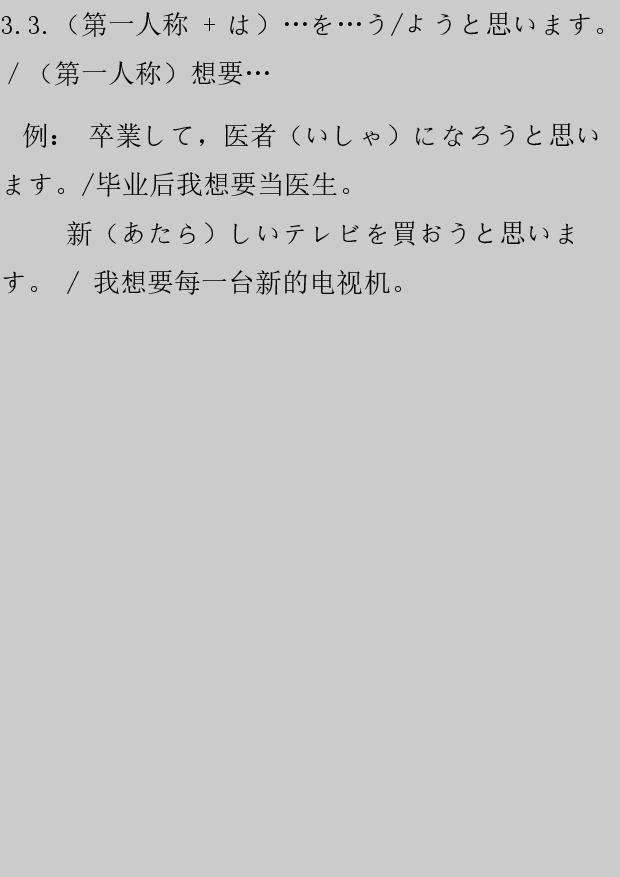 3.3.（第一人称 + は）…を…う/ようと思います。
/（第一人称）想要…
例： 卒業して，医者（いしゃ）になろうと思い
ます。/毕业后我想要当医生。
新（あたら）しいテレビを買おうと思いま
す。 / 我想要每一台新的电视机。